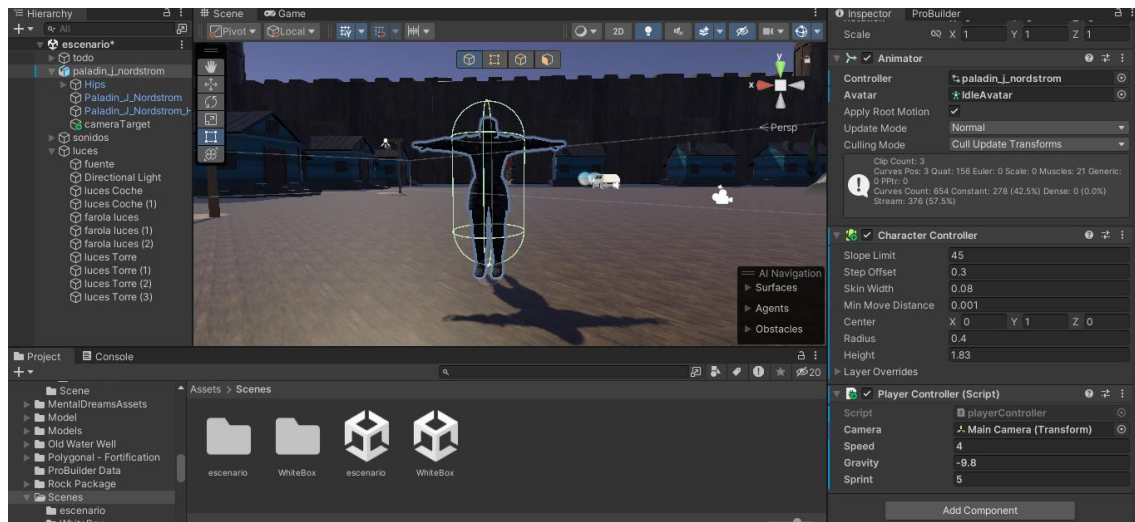 Hierarchy
All
escenario*
todo
paladin_j_nordstrom
Hips
Paladin_J_Nordstrom
Paladin_J_Nordstrom_H
cameraTarget
sonidos
luces
fuente
Directional Light
luces Coche
luces Coche (1)
farola luces
farola luces (1)
farola luces (2)
luces Torre
luces Torre (1)
luces Torre (2)
luces Torre (3)
Scene
Game
Pivot
Local
2D
y
x
Persp
AI Navigation
Surfaces
Agents
Obstacles
Project
Console
20
Scene
MentalDreamsAssets
Model
Models
Old Water Well
Polygonal - Fortification
ProBuilder Data
Rock Package
Scenes
escenario
WhiteBox
Assets > Scenes
escenario
WhiteBox
escenario
WhiteBox
Inspector
ProBuilder
Rotation
Scale X 1 Y 1 Z 1
Animator
Controller paladin_j_nordstrom
Avatar IdleAvatar
Apply Root Motion
Update Mode Normal
Culling Mode Cull Update Transforms
Clip Count: 3
Curves Pos: 3 Quat: 156 Euler: 0 Scale: 0 Muscles: 21 Generic:
0 PPtr: 0
Curves Count: 654 Constant: 278 (42.5%) Dense: 0 (0.0%)
Stream: 376 (57.5%)
Character Controller
Slope Limit 45
Step Offset 0.3
Skin Width 0.08
Min Move Distance 0.001
Center X 0 Y 1 Z 0
Radius 0.4
Height 1.83
Layer Overrides
Player Controller (Script)
Script playerController
Camera Main Camera (Transform)
Speed 4
Gravity -9.8
Sprint 5
Add Component